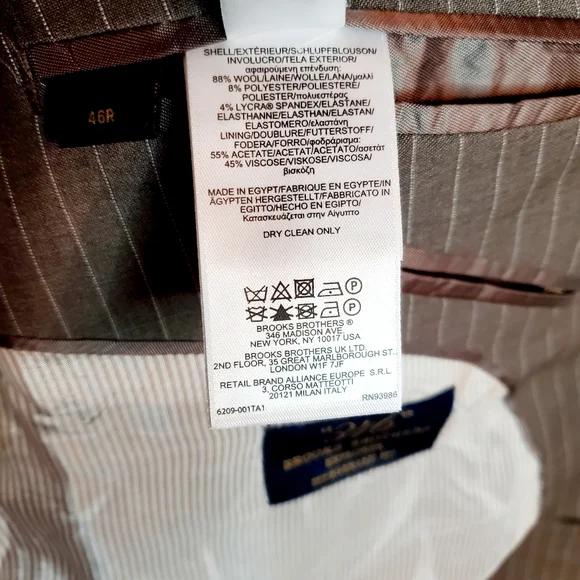 46R
SHELL/EXTÉRIEUR/SCHLUPFBLOUSON/
INVOLUCRO/TELA EXTERIOR/
αφαιρούμενη επένδυση:
88% WOOL/LAINE/WOLLE/LANA/μαλλί
8% POLYESTER/POLIESTERE/
POLIÉSTER/πολυεστέρας
4% LYCRA® SPANDEX/ELASTANE/
ELASTHANNE/ELASTHAN/ELASTAN/
ELASTOMERO/ελαστάνη
LINING/DOUBLURE/FUTTERSTOFF/
FODERA/FORRO/φοδράρισμα:
55% ACETATE/ACETAT/ACETATO/ασετάτ
45% VISCOSE/VISKOSE/VISCOSA/
βισκόζη
MADE IN EGYPT/FABRIQUE EN EGYPTE/IN
ÄGYPTEN HERGESTELLT/FABBRICATO IN
EGITTO/HECHO EN EGIPTO/
Κατασκευάζεται στην Αίγυπτο
DRY CLEAN ONLY
BROOKS BROTHERS ®
346 MADISON AVE.
NEW YORK, NY 10017 USA
BROOKS BROTHERS UK LTD.
2ND FLOOR, 35 GREAT MARLBOROUGH ST.,
LONDON W1F 7JF
RETAIL BRAND ALLIANCE EUROPE S.R.L.
3, CORSO MATTEOTTI
20121 MILAN ITALY
6209-001TA1 RN93986
BROOKS BROTHERS